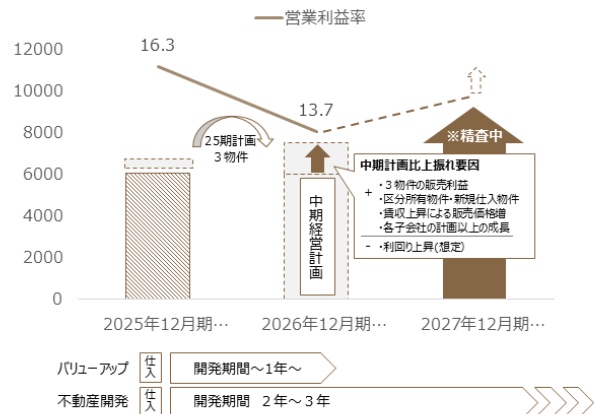 営業利益率
12000
10000
8000
6000
4000
2000
0
16.3
13.7
25期計画
3物件
中期経営計画
※精査中
中期計画比上振れ要因
+ ・3物件の販売利益
・区分所有物件・新規仕入物件
・賃収上昇による販売価格増
・各子会社の計画以上の成長
- ・利回り上昇(想定)
2025年12月期…
2026年12月期…
2027年12月期…
バリューアップ 仕入 開発期間~1年~
不動産開発 仕入 開発期間 2年~3年